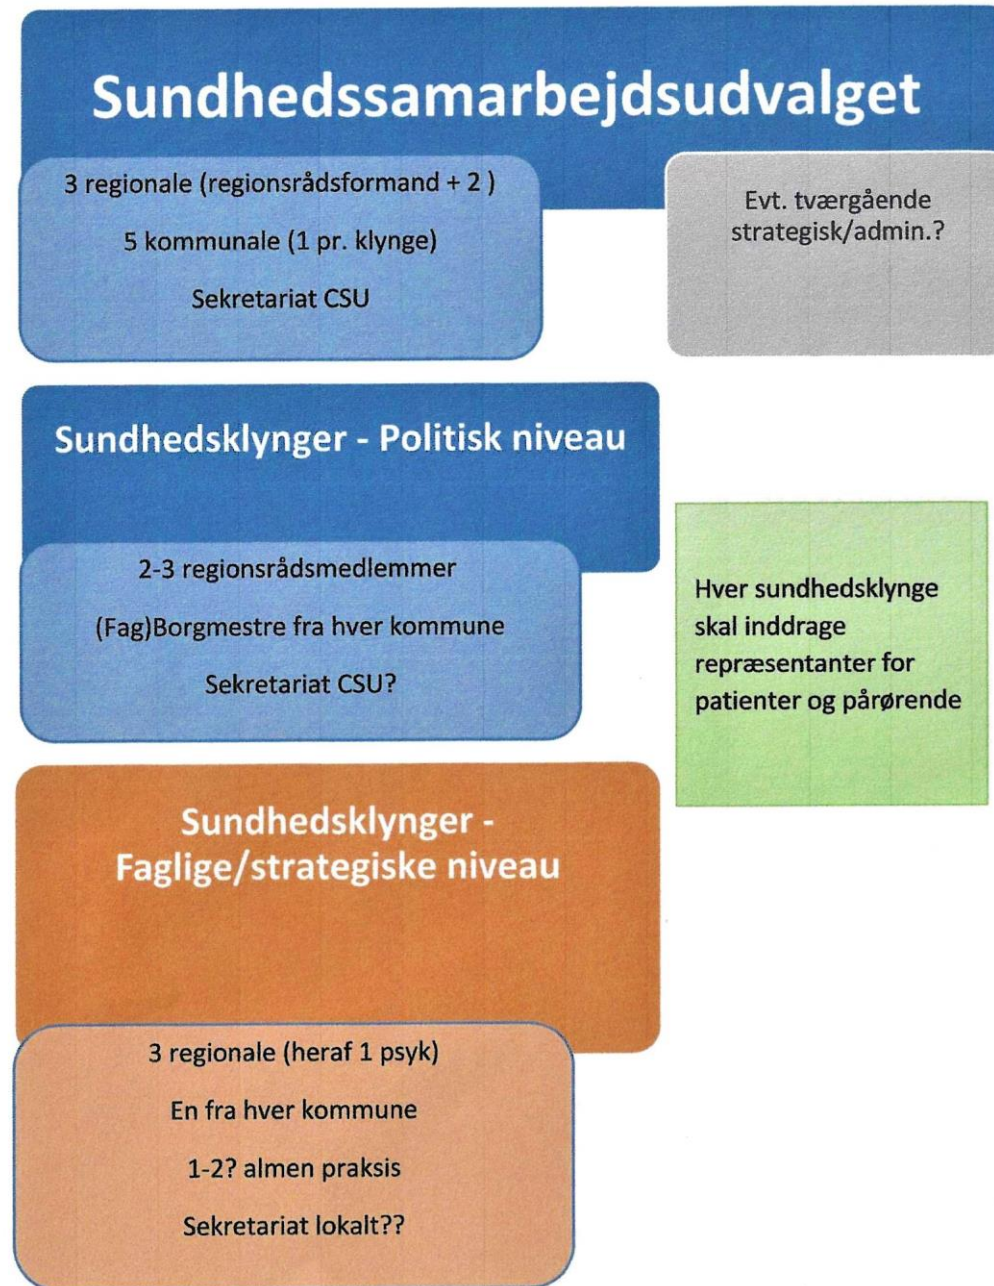 Sundhedssamarbejdsudvalget
3 regionale (regionsrådsformand + 2 )
5 kommunale (1 pr. klynge)
Sekretariat CSU
Evt. tværgående
strategisk/admin.?
Sundhedsklynger - Politisk niveau
2-3 regionsrådsmedlemmer
(Fag)Borgmestre fra hver kommune
Sekretariat CSU?
Hver sundhedsklynge
skal inddrage
repræsentanter for
patienter og pårørende
Sundhedsklynger -
Faglige/strategiske niveau
3 regionale (heraf 1 psyk)
En fra hver kommune
1-2? almen praksis
Sekretariat lokalt??